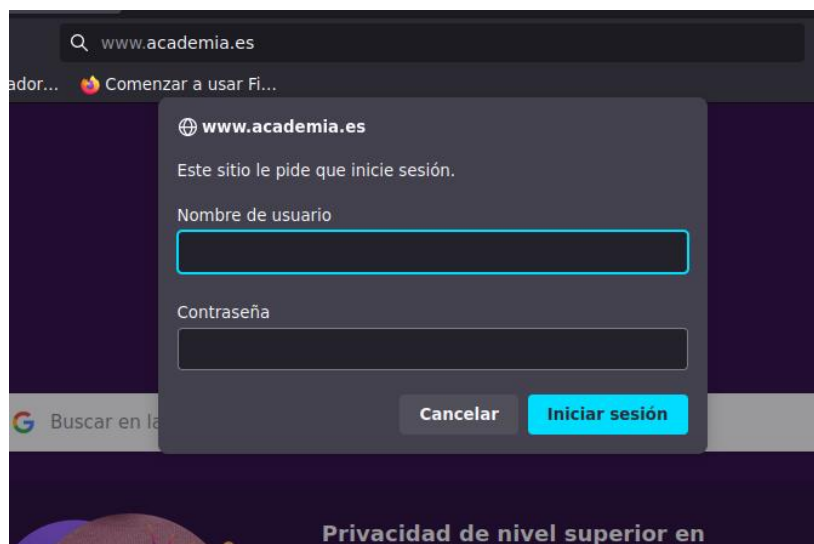 www.academia.es
ador... Comenzar a usar Fi...
www.academia.es
Este sitio le pide que inicie sesión.
Nombre de usuario
Contraseña
Cancelar Iniciar sesión
G Buscar en la
Privacidad de nivel superior en